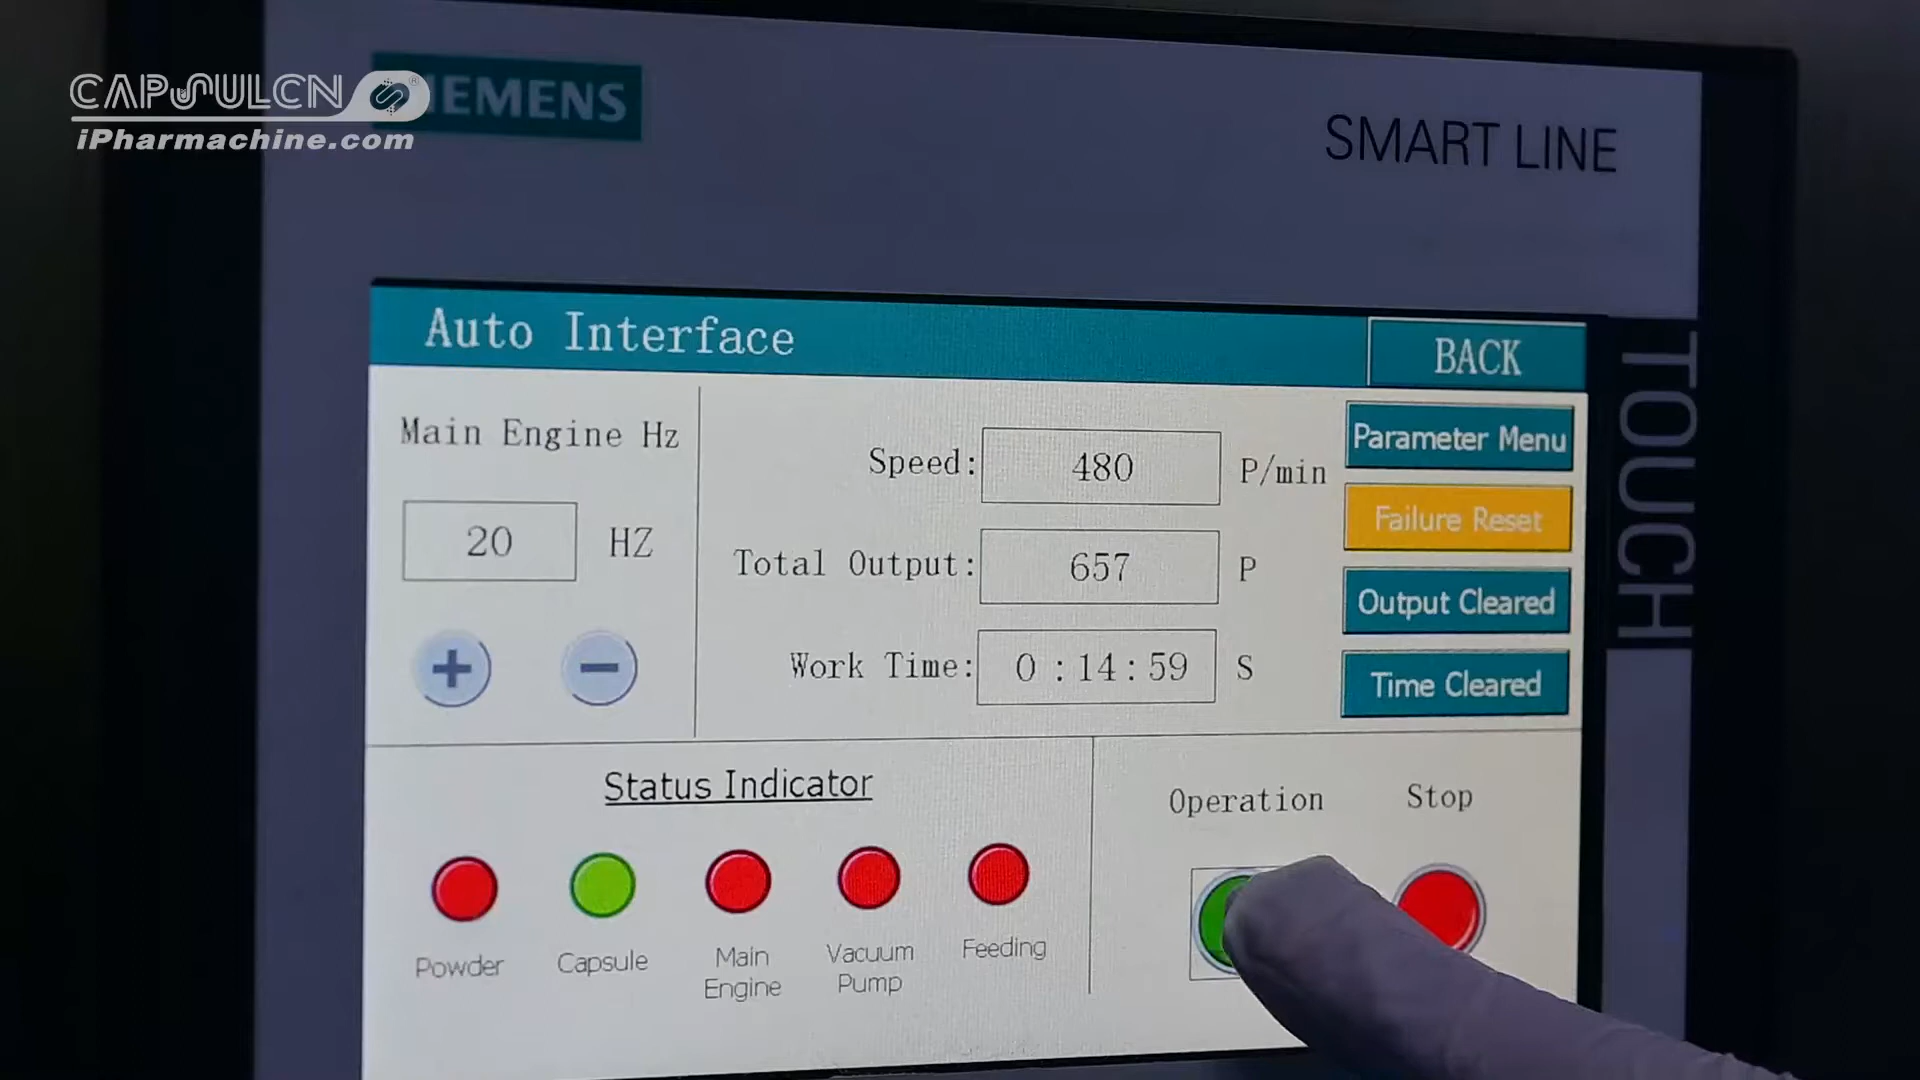 CAPSULCN
iPharmachine.com
IEMENS
SMART LINE
TOUCH
Auto Interface
BACK
Main Engine Hz
20 HZ
Speed: 480 P/min
Total Output: 657 P
Work Time: 0 : 14 : 59 S
Parameter Menu
Failure Reset
Output Cleared
Time Cleared
Status Indicator
Powder
Capsule
Main
Engine
Vacuum
Pump
Feeding
Operation
Stop